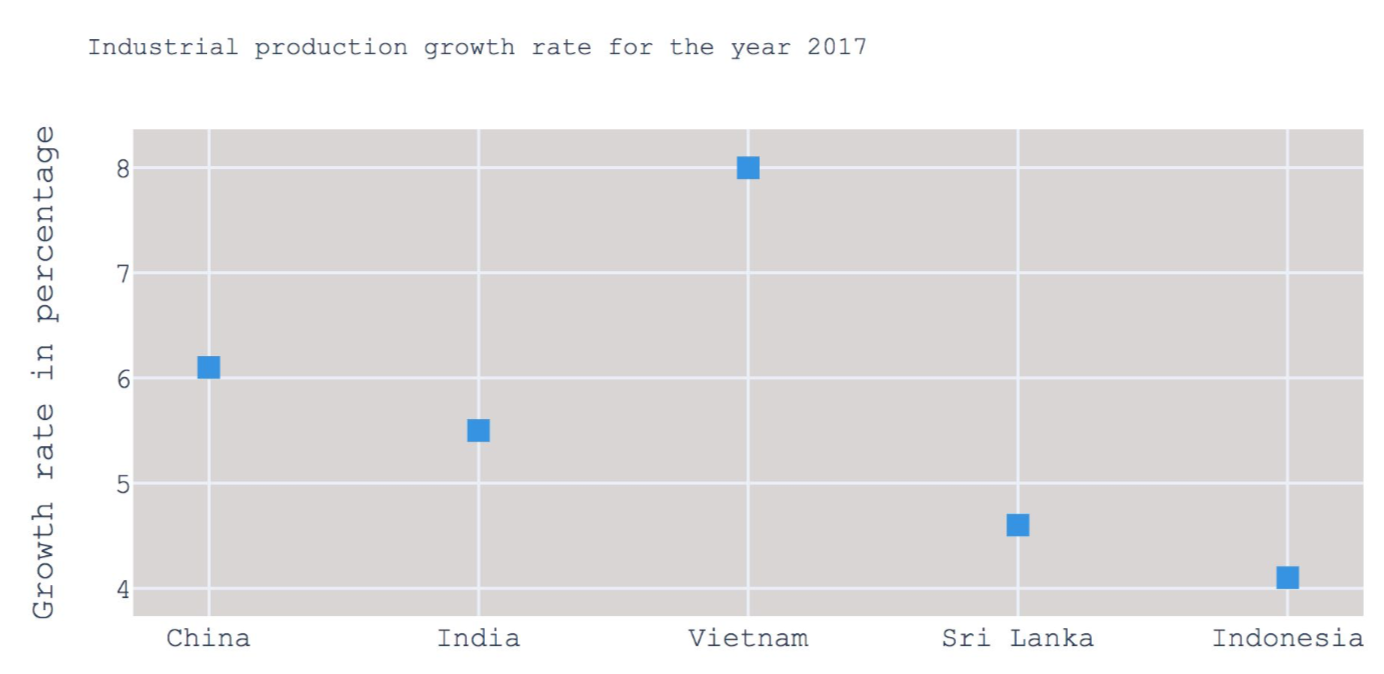 Industrial production growth rate for the year 2017
Growth rate in percentage
8
7
6
5
4
China India Vietnam Sri Lanka Indonesia